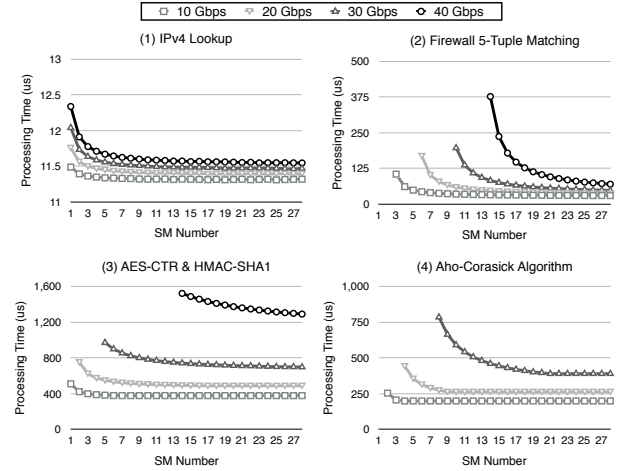 10 Gbps 20 Gbps 30 Gbps 40 Gbps
(1) IPv4 Lookup
Processing Time (us)
13
12.5
12
11.5
11
1 3 5 7 9 11 13 15 17 19 21 23 25 27
SM Number
(2) Firewall 5-Tuple Matching
Processing Time (us)
500
375
250
125
0
1 3 5 7 9 11 13 15 17 19 21 23 25 27
SM Number
(3) AES-CTR & HMAC-SHA1
Processing Time (us)
1,600
1,200
800
400
0
1 3 5 7 9 11 13 15 17 19 21 23 25 27
SM Number
(4) Aho-Corasick Algorithm
Processing Time (us)
1,000
750
500
250
0
1 3 5 7 9 11 13 15 17 19 21 23 25 27
SM Number